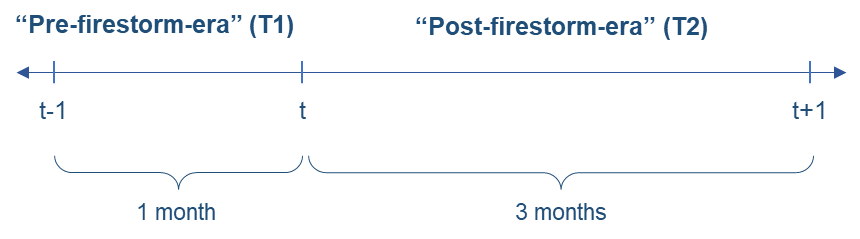 “Pre-firestorm-era” (T1)
“Post-firestorm-era” (T2)
t-1
t
t+1
1 month
3 months